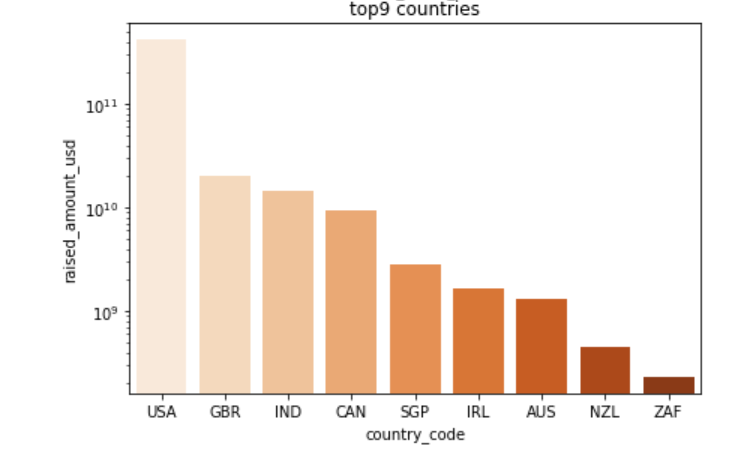 top9 countries
raised_amount_usd
10¹¹
10¹⁰
10⁹
USA GBR IND CAN SGP IRL AUS NZL ZAF
country_code